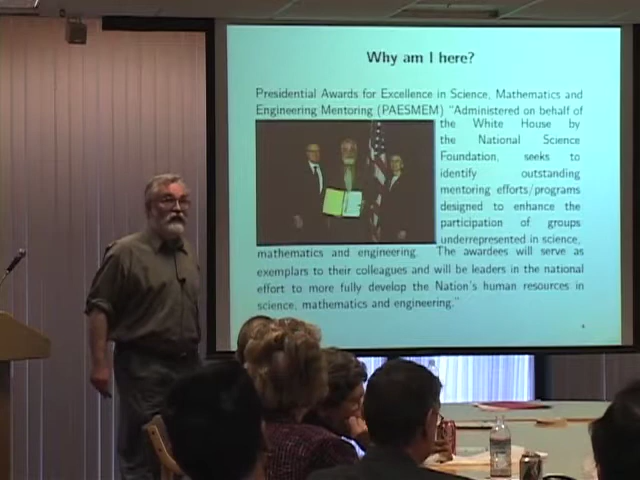 Why am I here?
Presidential Awards for Excellence in Science, Mathematics and
Engineering Mentoring (PAESMEM) "Administered on behalf of
the White House by
the National Science
Foundation, seeks to
identify outstanding
mentoring efforts/programs
designed to enhance the
participation of groups
underrepresented in science,
mathematics and engineering. The awardees will serve as
exemplars to their colleagues and will be leaders in the national
effort to more fully develop the Nation's human resources in
science, mathematics and engineering."